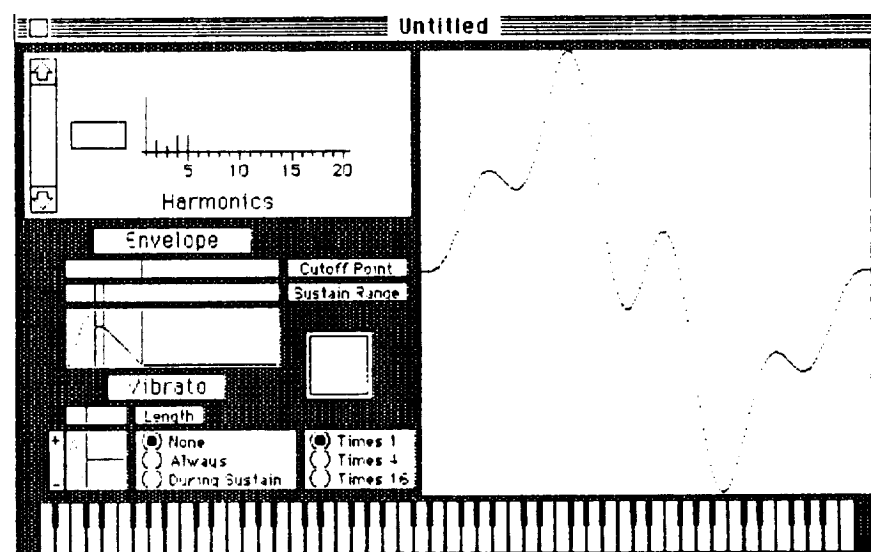 Untitled
5 10 15 20
Harmonics
Envelope
Cutoff Point
Sustain Range
Vibrato
Length
+
None
Times 1
Always
Times 4
-
During Sustain
Times 16